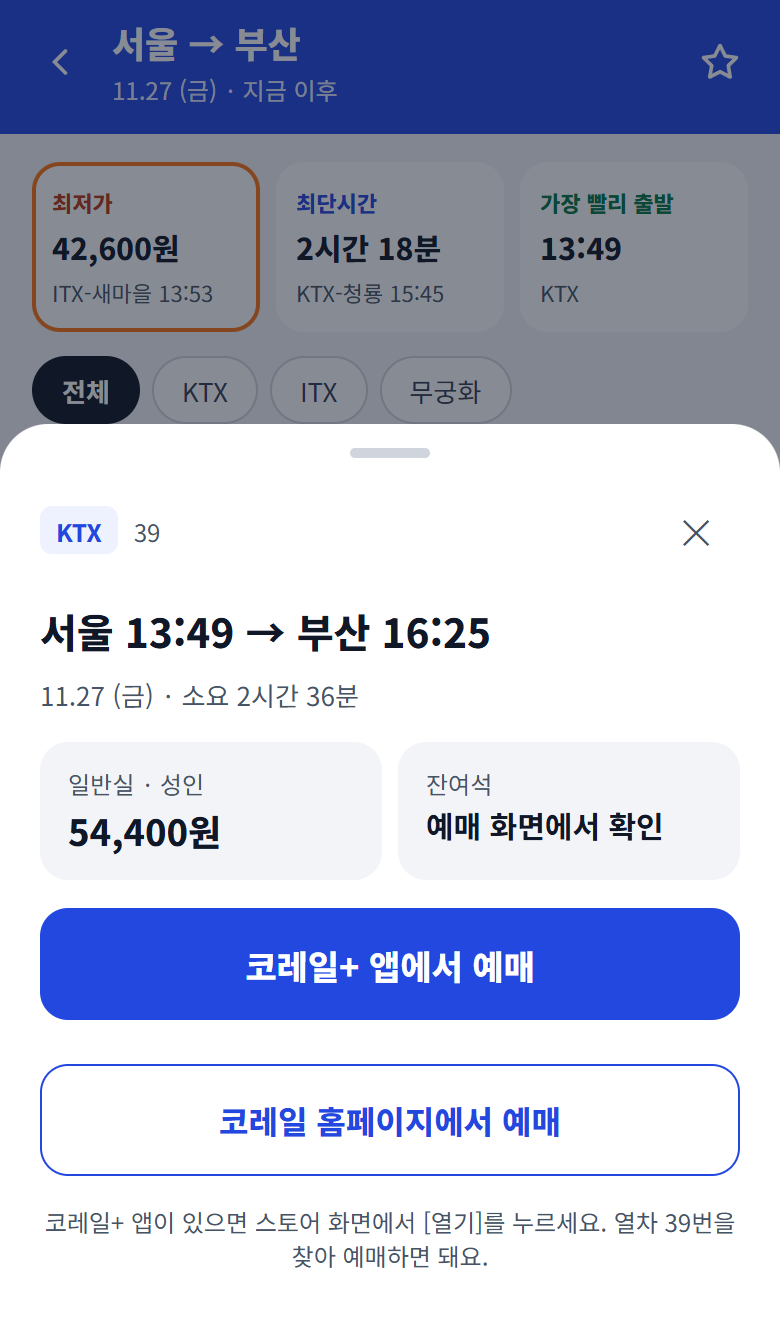 서울 → 부산
11.27 (금) · 지금 이후
최저가
42,600원
ITX-새마을 13:53
최단시간
2시간 18분
KTX-청룡 15:45
가장 빨리 출발
13:49
KTX
전체
KTX
ITX
무궁화
KTX 39
서울 13:49 → 부산 16:25
11.27 (금) · 소요 2시간 36분
일반실 · 성인
54,400원
잔여석
예매 화면에서 확인
코레일+ 앱에서 예매
코레일 홈페이지에서 예매
코레일+ 앱이 있으면 스토어 화면에서 [열기]를 누르세요. 열차 39번을
찾아 예매하면 돼요.